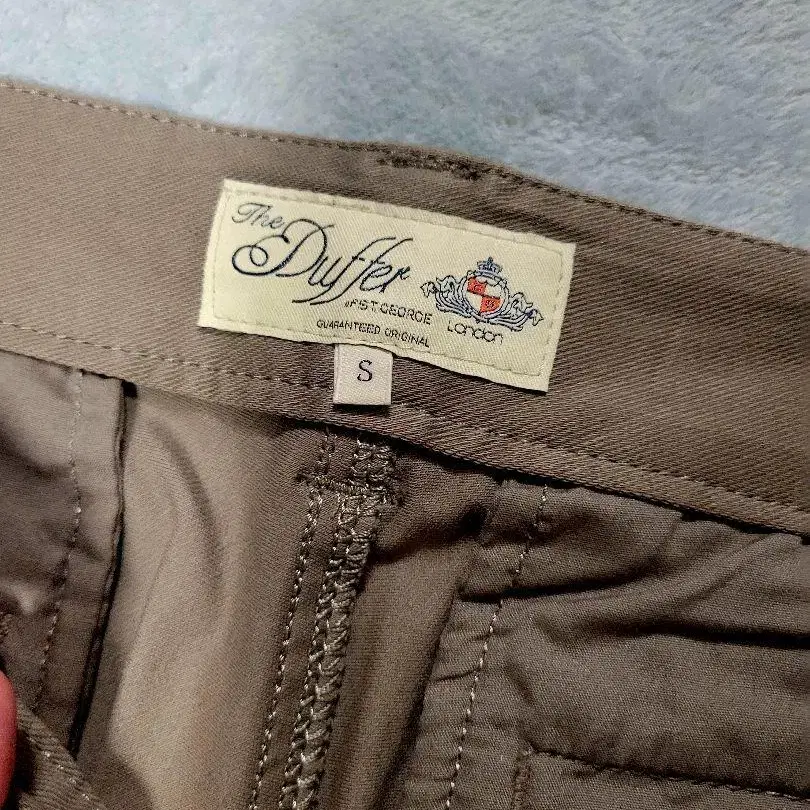 The
Duffer
of ST. GEORGE
GUARANTEED ORIGINAL
London
S